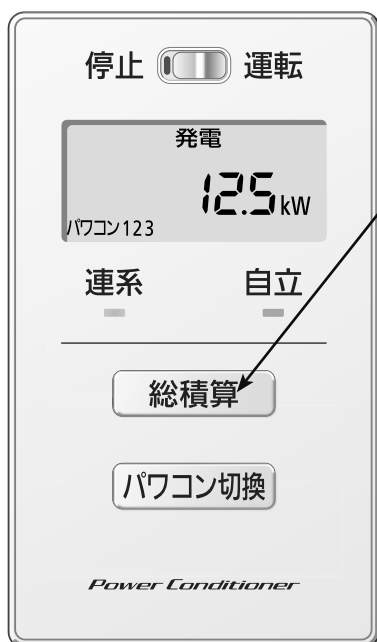 停止 運転
発電
12.5kW
パワコン123
連系 自立
総積算
パワコン切換
Power Conditioner